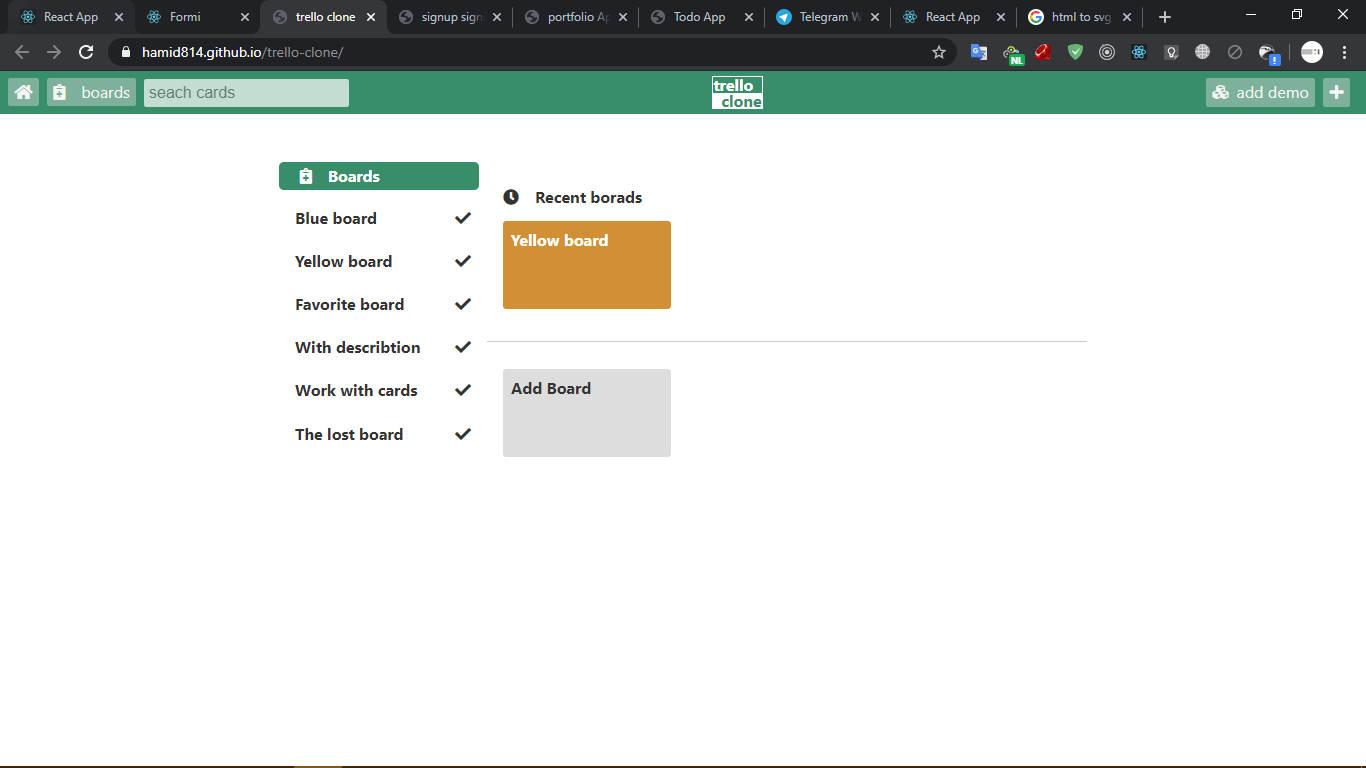 React App
Formi
trello clone
signup sign
portfolio Ap
Todo App
Telegram W
React App
html to svg
hamid814.github.io/trello-clone/
NL
boards
seach cards
trello
clone
add demo
Boards
Blue board
Yellow board
Favorite board
With describtion
Work with cards
The lost board
Recent borads
Yellow board
Add Board